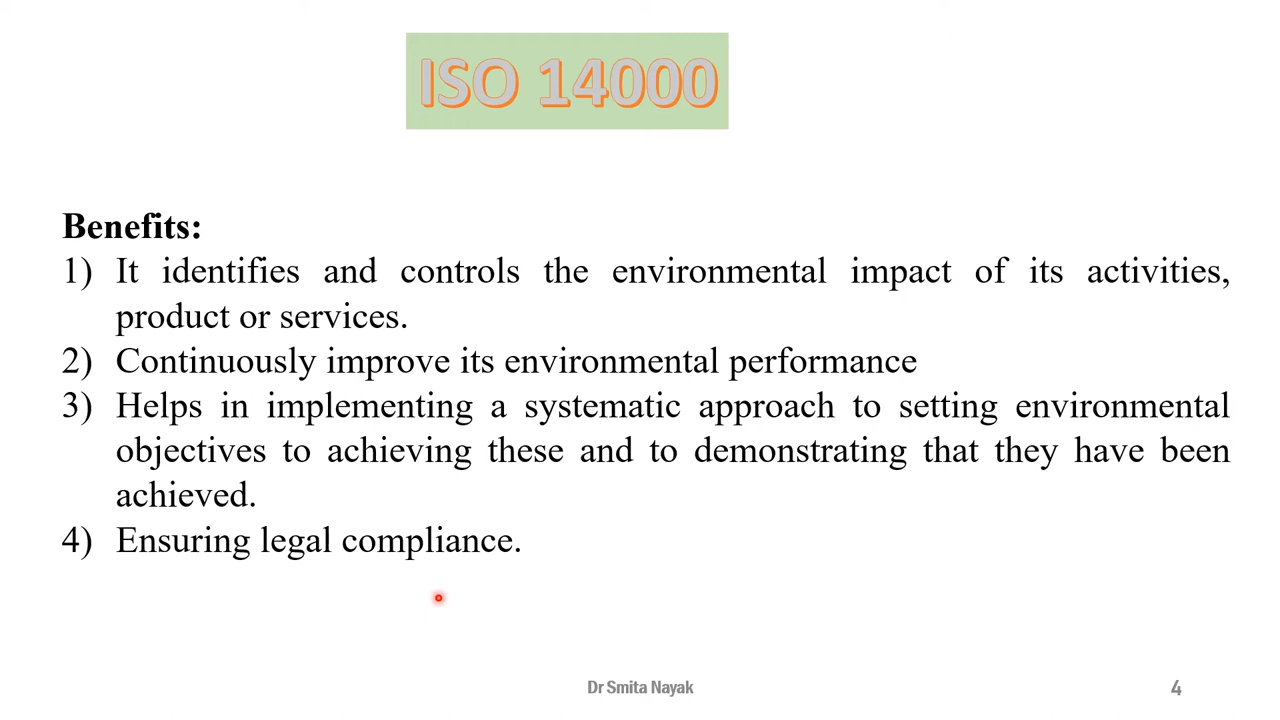 ISO 14000
Benefits:
1) It identifies and controls the environmental impact of its activities,
product or services.
2) Continuously improve its environmental performance
3) Helps in implementing a systematic approach to setting environmental
objectives to achieving these and to demonstrating that they have been
achieved.
4) Ensuring legal compliance.
Dr Smita Nayak
4